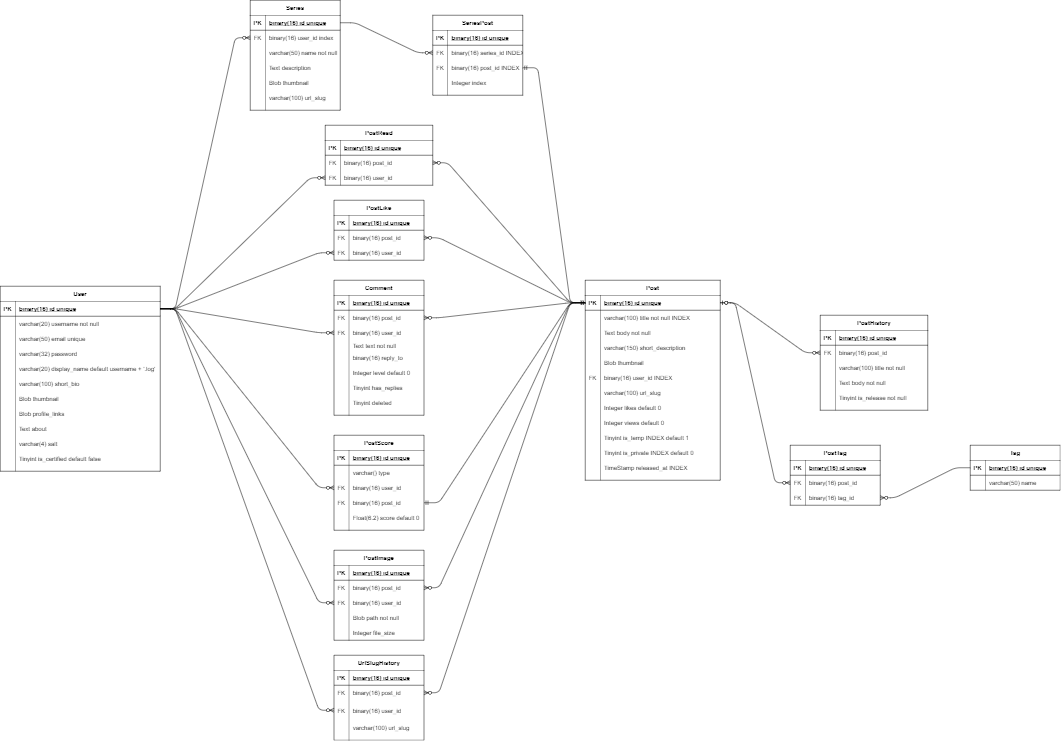 Series
PK binary(16) id unique
FK binary(16) user_id index
varchar(50) name not null
Text description
Blob thumbnail
varchar(100) url_slug
SeriesPost
PK binary(16) id unique
FK binary(16) series_id INDEX
FK binary(16) post_id INDEX
Integer index
PostRead
PK binary(16) id unique
FK binary(16) post_id
FK binary(16) user_id
PostLike
PK binary(16) id unique
FK binary(16) post_id
FK binary(16) user_id
User
PK binary(16) id unique
varchar(20) username not null
varchar(50) email unique
varchar(32) password
varchar(20) display_name default username + '.log'
varchar(100) short_bio
Blob thumbnail
Blob profile_links
Text about
varchar(4) salt
Tinyint is_certified default false
Comment
PK binary(16) id unique
FK binary(16) post_id
FK binary(16) user_id
Text text not null
binary(16) reply_to
Integer level default 0
Tinyint has_replies
Tinyint deleted
PostScore
PK binary(16) id unique
varchar() type
FK binary(16) user_id
FK binary(16) post_id
Float(6.2) score default 0
PostImage
PK binary(16) id unique
FK binary(16) post_id
FK binary(16) user_id
Blob path not null
Integer file_size
UrlSlugHistory
PK binary(16) id unique
FK binary(16) post_id
FK binary(16) user_id
varchar(100) url_slug
Post
PK binary(16) id unique
varchar(100) title not null INDEX
Text body not null
varchar(150) short_description
Blob thumbnail
FK binary(16) user_id INDEX
varchar(100) url_slug
Integer likes default 0
Integer views default 0
Tinyint is_temp INDEX default 1
Tinyint is_private INDEX default 0
TimeStamp released_at INDEX
PostHistory
PK binary(16) id unique
FK binary(16) post_id
varchar(100) title not null
Text body not null
Tinyint is_release not null
PostTag
PK binary(16) id unique
FK binary(16) post_id
FK binary(16) tag_id
Tag
PK binary(16) id unique
varchar(50) name